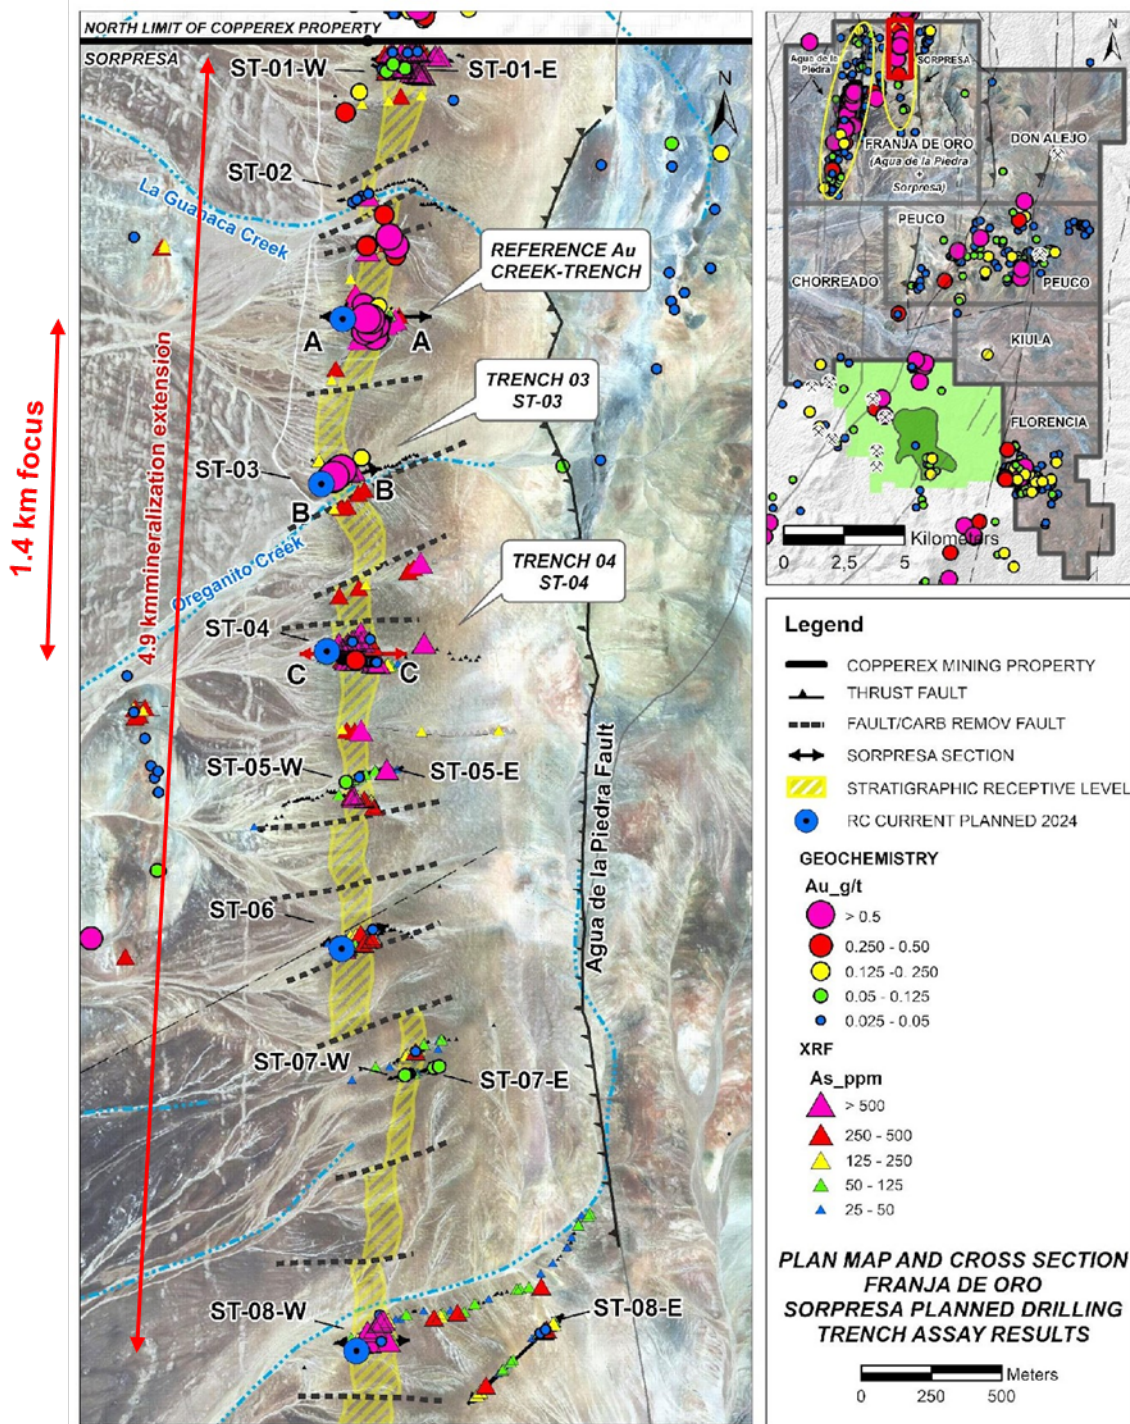 NORTH LIMIT OF COPPEREX PROPERTY
SORPRESA
ST-01-W
ST-01-E
N
ST-02
La Guanaca Creek
REFERENCE Au
CREEK-TRENCH
A
A
TRENCH 03
ST-03
ST-03
B
B
Oreganito Creek
TRENCH 04
ST-04
ST-04
C
C
1.4 km focus
4.9 kmmineralization extension
ST-05-W
ST-05-E
Agua de la Piedra Fault
ST-06
ST-07-W
ST-07-E
ST-08-W
ST-08-E
N
Agua de la
Piedra
SORPRESA
FRANJA DE ORO
(Agua de la Piedra
+
Sorpresa)
DON ALEJO
PEUCO
CHORREADO
PEUCO
KIULA
FLORENCIA
Kilometers
0
2,5
5
Legend
COPPEREX MINING PROPERTY
THRUST FAULT
FAULT/CARB REMOV FAULT
SORPRESA SECTION
STRATIGRAPHIC RECEPTIVE LEVEL
RC CURRENT PLANNED 2024
GEOCHEMISTRY
Au_g/t
> 0.5
0.250 - 0.50
0.125 -0.250
0.05 - 0.125
0.025 - 0.05
XRF
As_ppm
> 500
250 - 500
125 - 250
50 - 125
25 - 50
PLAN MAP AND CROSS SECTION
FRANJA DE ORO
SORPRESA PLANNED DRILLING
TRENCH ASSAY RESULTS
Meters
0
250
500